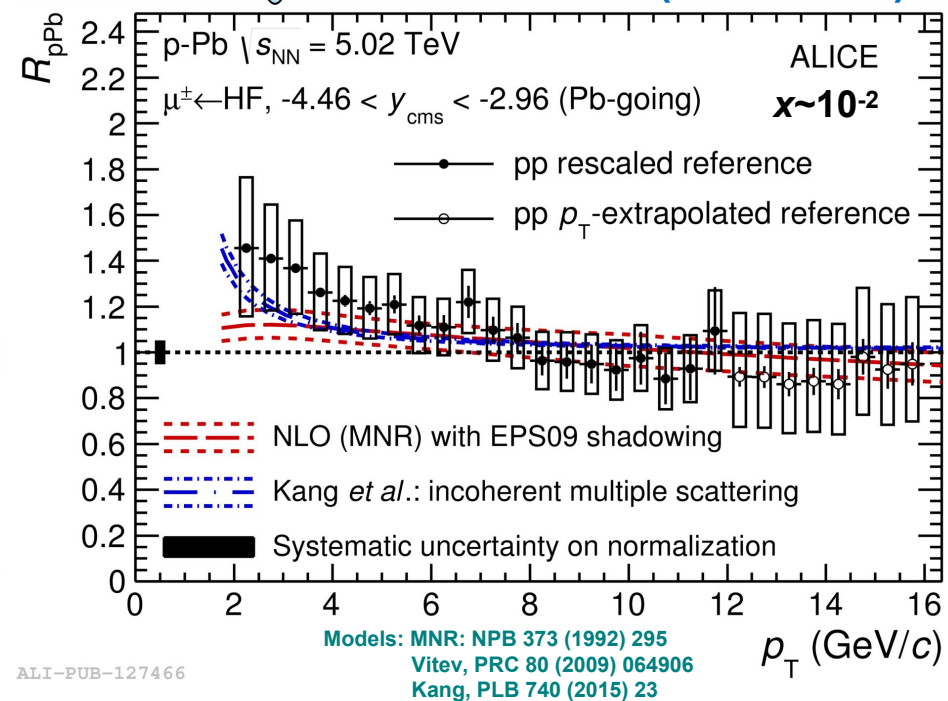 R_pPb
p-Pb √s_NN = 5.02 TeV
ALICE
μ±←HF, -4.46 < y_cms < -2.96 (Pb-going)
x~10-2
pp rescaled reference
pp p_T-extrapolated reference
NLO (MNR) with EPS09 shadowing
Kang et al.: incoherent multiple scattering
Systematic uncertainty on normalization
2.4
2.2
2
1.8
1.6
1.4
1.2
1
0.8
0.6
0.4
0.2
0
0 2 4 6 8 10 12 14 16
p_T (GeV/c)
Models: MNR: NPB 373 (1992) 295
Vitev, PRC 80 (2009) 064906
Kang, PLB 740 (2015) 23
ALI-PUB-127466